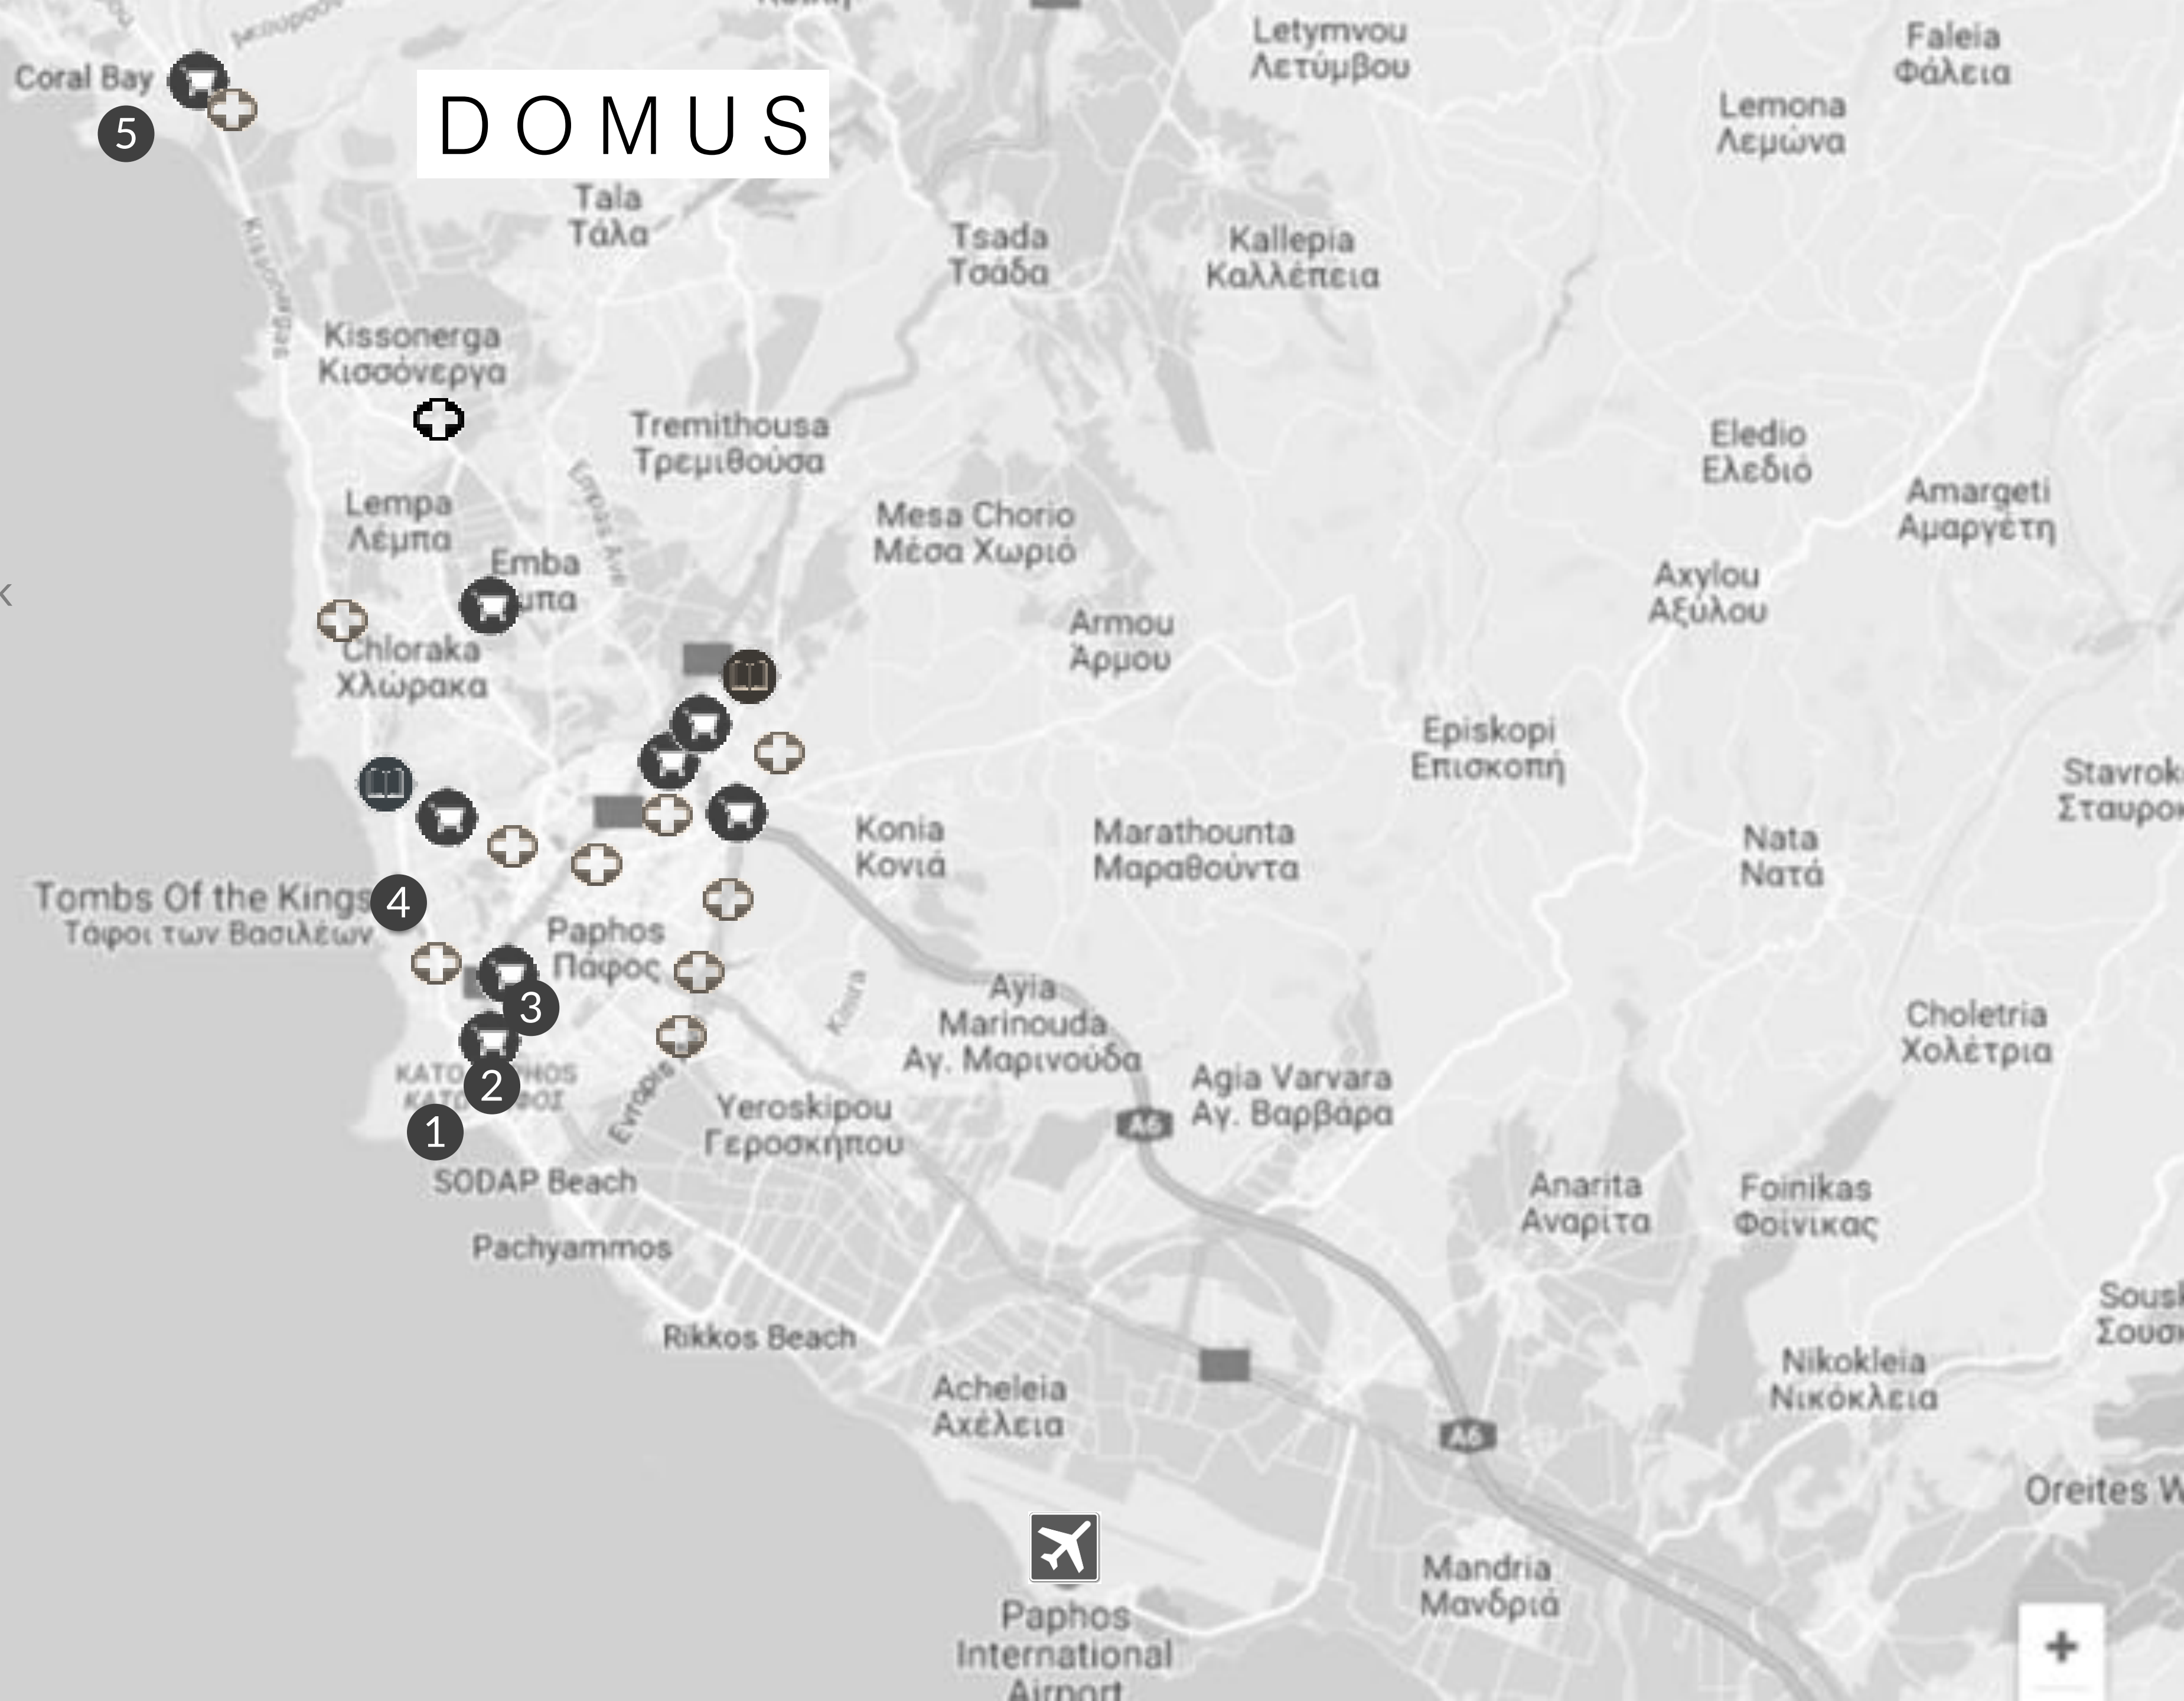 Letymvou
Λετύμβου
Faleia
Φάλεια
Coral Bay
5
DOMUS
Lemona
Λεμώνα
Tala
Τάλα
Tsada
Τσάδα
Kallepia
Καλλέπεια
Kissonerga
Κισσόνεργα
Tremithousa
Τρεμιθούσα
Eledio
Ελεδιό
Amargeti
Αμαργέτη
Lempa
Λέμπα
Mesa Chorio
Μέσα Χωριό
Emba
μπα
Axylou
Αξύλου
Armou
Άρμου
Chloraka
Χλώρακα
Episkopi
Επισκοπή
Konia
Κονιά
Marathounta
Μαραθούντα
Nata
Νατά
Tombs Of the Kings
Τάφοι των Βασιλέων
4
Paphos
Πάφος
3
Ayia
Marinouda
Αγ. Μαρινούδα
Choletria
Χολέτρια
2
1
Agia Varvara
Αγ. Βαρβάρα
A6
Yeroskipou
Γεροσκήπου
SODAP Beach
Anarita
Αναρίτα
Foinikas
Φοίνικας
Pachyammos
Rikkos Beach
Nikokleia
Νικόκλεια
Acheleia
Αχέλεια
A6
Oreites
Mandria
Μανδριά
Paphos
International
Airport
+